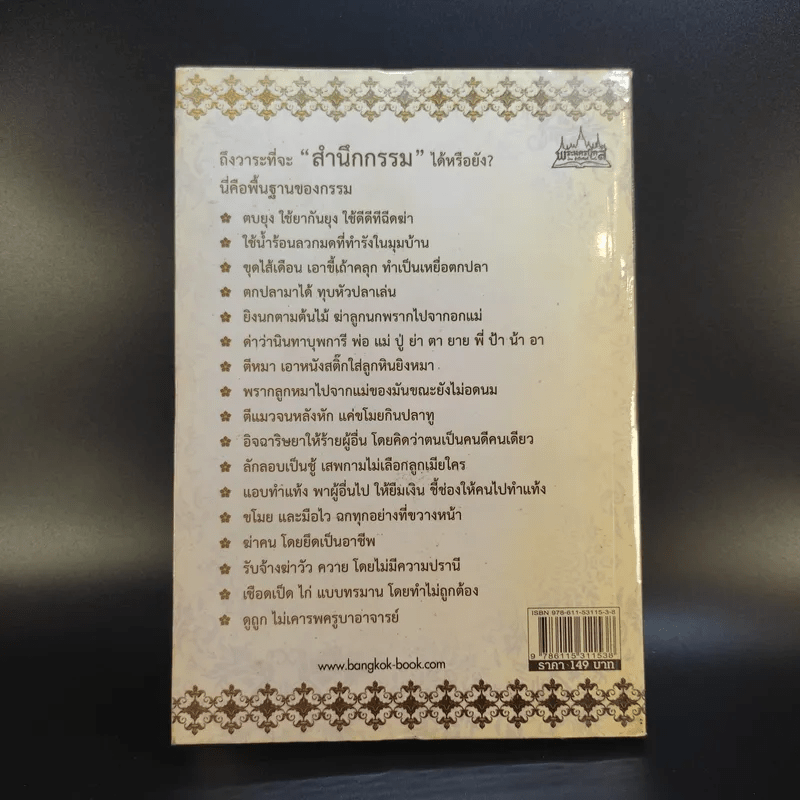 ถึงวาระที่จะ “สำนึกกรรม” ได้หรือยัง?
พระนครบุ๊คส์
นี่คือพื้นฐานของกรรม
ตบยุง ใช้ยากันยุง ใช้ดีดีทีฉีดฆ่า
ใช้น้ำร้อนลวกมดที่ทำรังในมุมบ้าน
ขุดไส้เดือน เอาขี้เถ้าคลุก ทำเป็นเหยื่อตกปลา
ตกปลามาได้ ทุบหัวปลาเล่น
ยิงนกตามต้นไม้ ฆ่าลูกนกพรากไปจากอกแม่
ด่าว่านินทาบุพการี พ่อ แม่ ปู่ ย่า ตา ยาย พี่ ป้า น้า อา
ตีหมา เอาหนังสติ๊กใส่ลูกหินยิงหมา
พรากลูกหมาไปจากแม่ของมันขณะยังไม่อดนม
ตีแมวจนหลังหัก แค่ขโมยกินปลาทู
อิจฉาริษยาให้ร้ายผู้อื่น โดยคิดว่าตนเป็นคนดีคนเดียว
ลักลอบเป็นชู้ เสพกามไม่เลือกลูกเมียใคร
แอบทำแท้ง พาผู้อื่นไป ให้ยืมเงิน ชี้ช่องให้คนไปทำแท้ง
ขโมย และมือไว ฉกทุกอย่างที่ขวางหน้า
ฆ่าคน โดยยึดเป็นอาชีพ
รับจ้างฆ่าวัว ควาย โดยไม่มีความปรานี
เชือดเป็ด ไก่ แบบทรมาน โดยทำไม่ถูกต้อง
ดูถูก ไม่เคารพครูบาอาจารย์
ISBN 978-611-53115-3-8
9 786115 311538
ราคา 149 บาท
www.bangkok-book.com